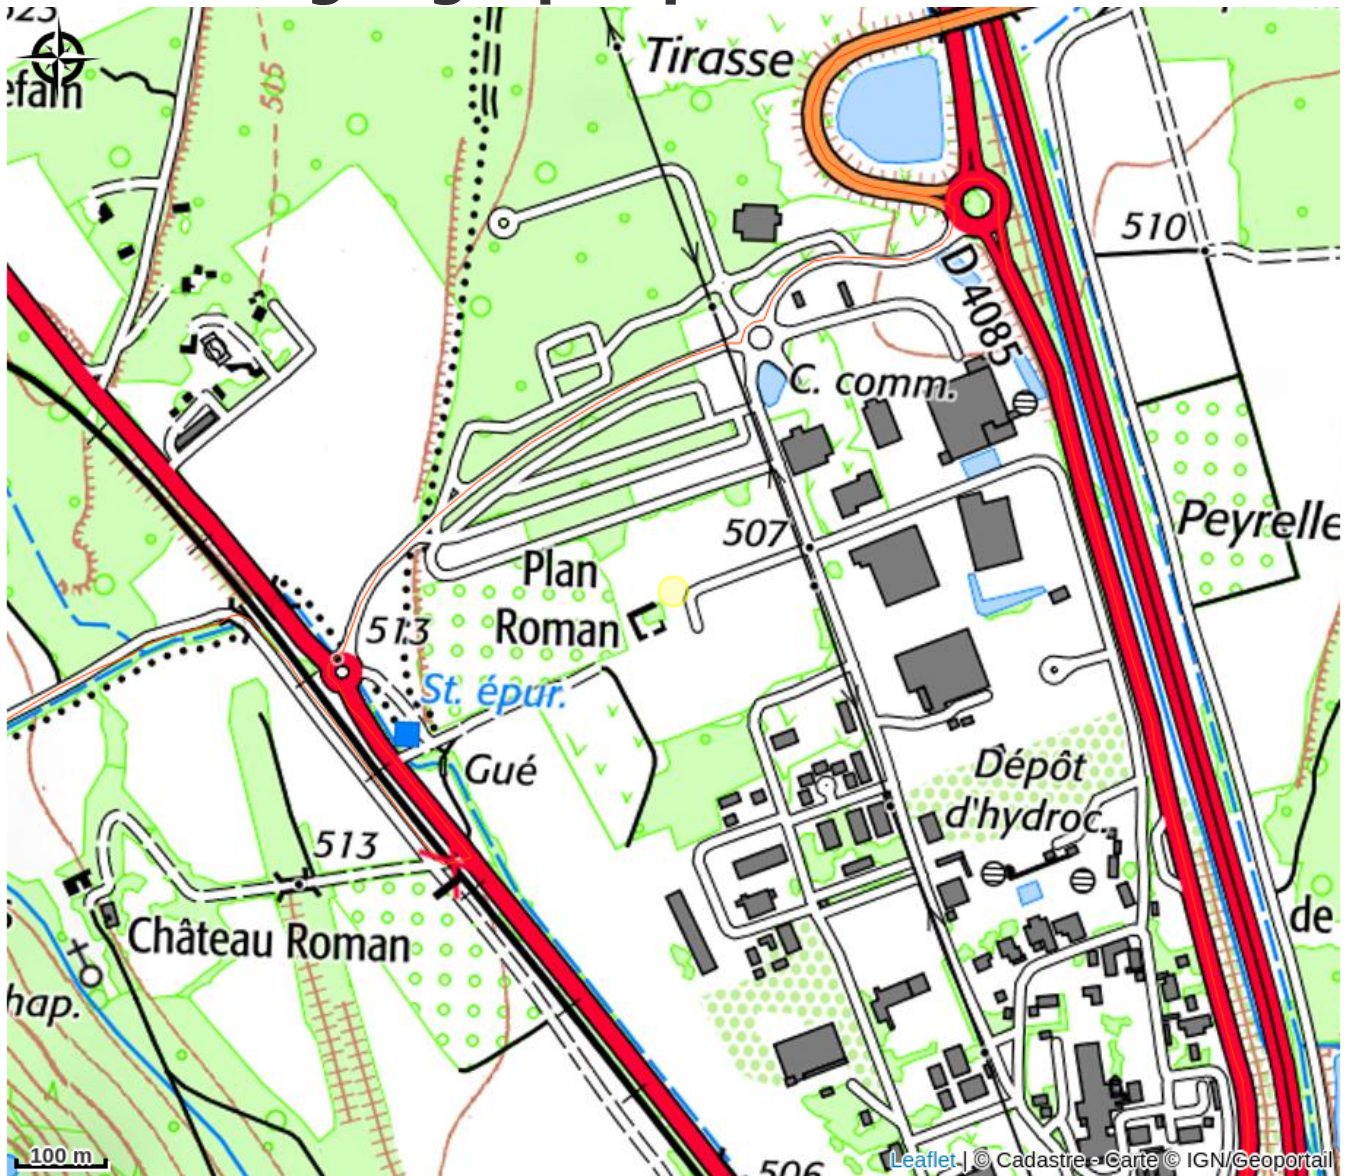 Tirasse
515
510
D 4085
C. comm.
507
Peyrelle
Plan
Roman
513
St. épur.
Gué
Dépôt
d'hydroc.
513
Château Roman
de
hap.
100 m
506
Leaflet | © Cadastre - Carte © IGN/Geoportail